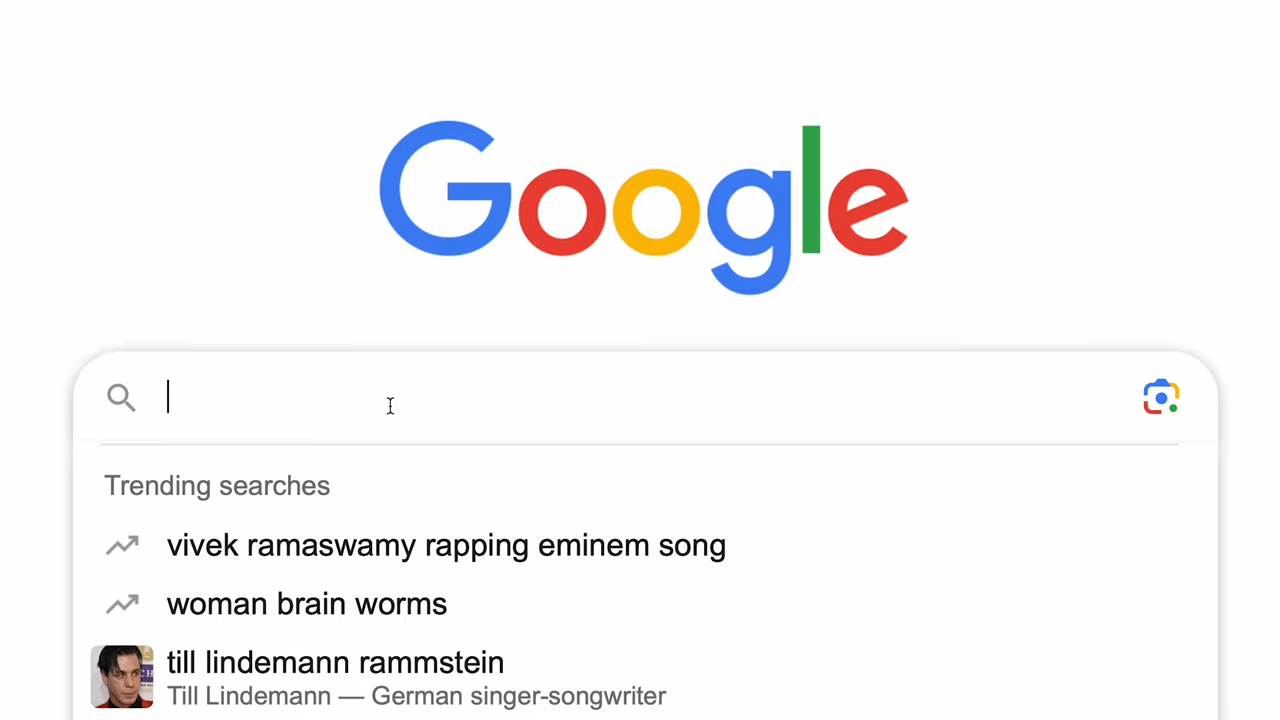 Google
Trending searches
vivek ramaswamy rapping eminem song
woman brain worms
till lindemann rammstein
Till Lindemann — German singer-songwriter